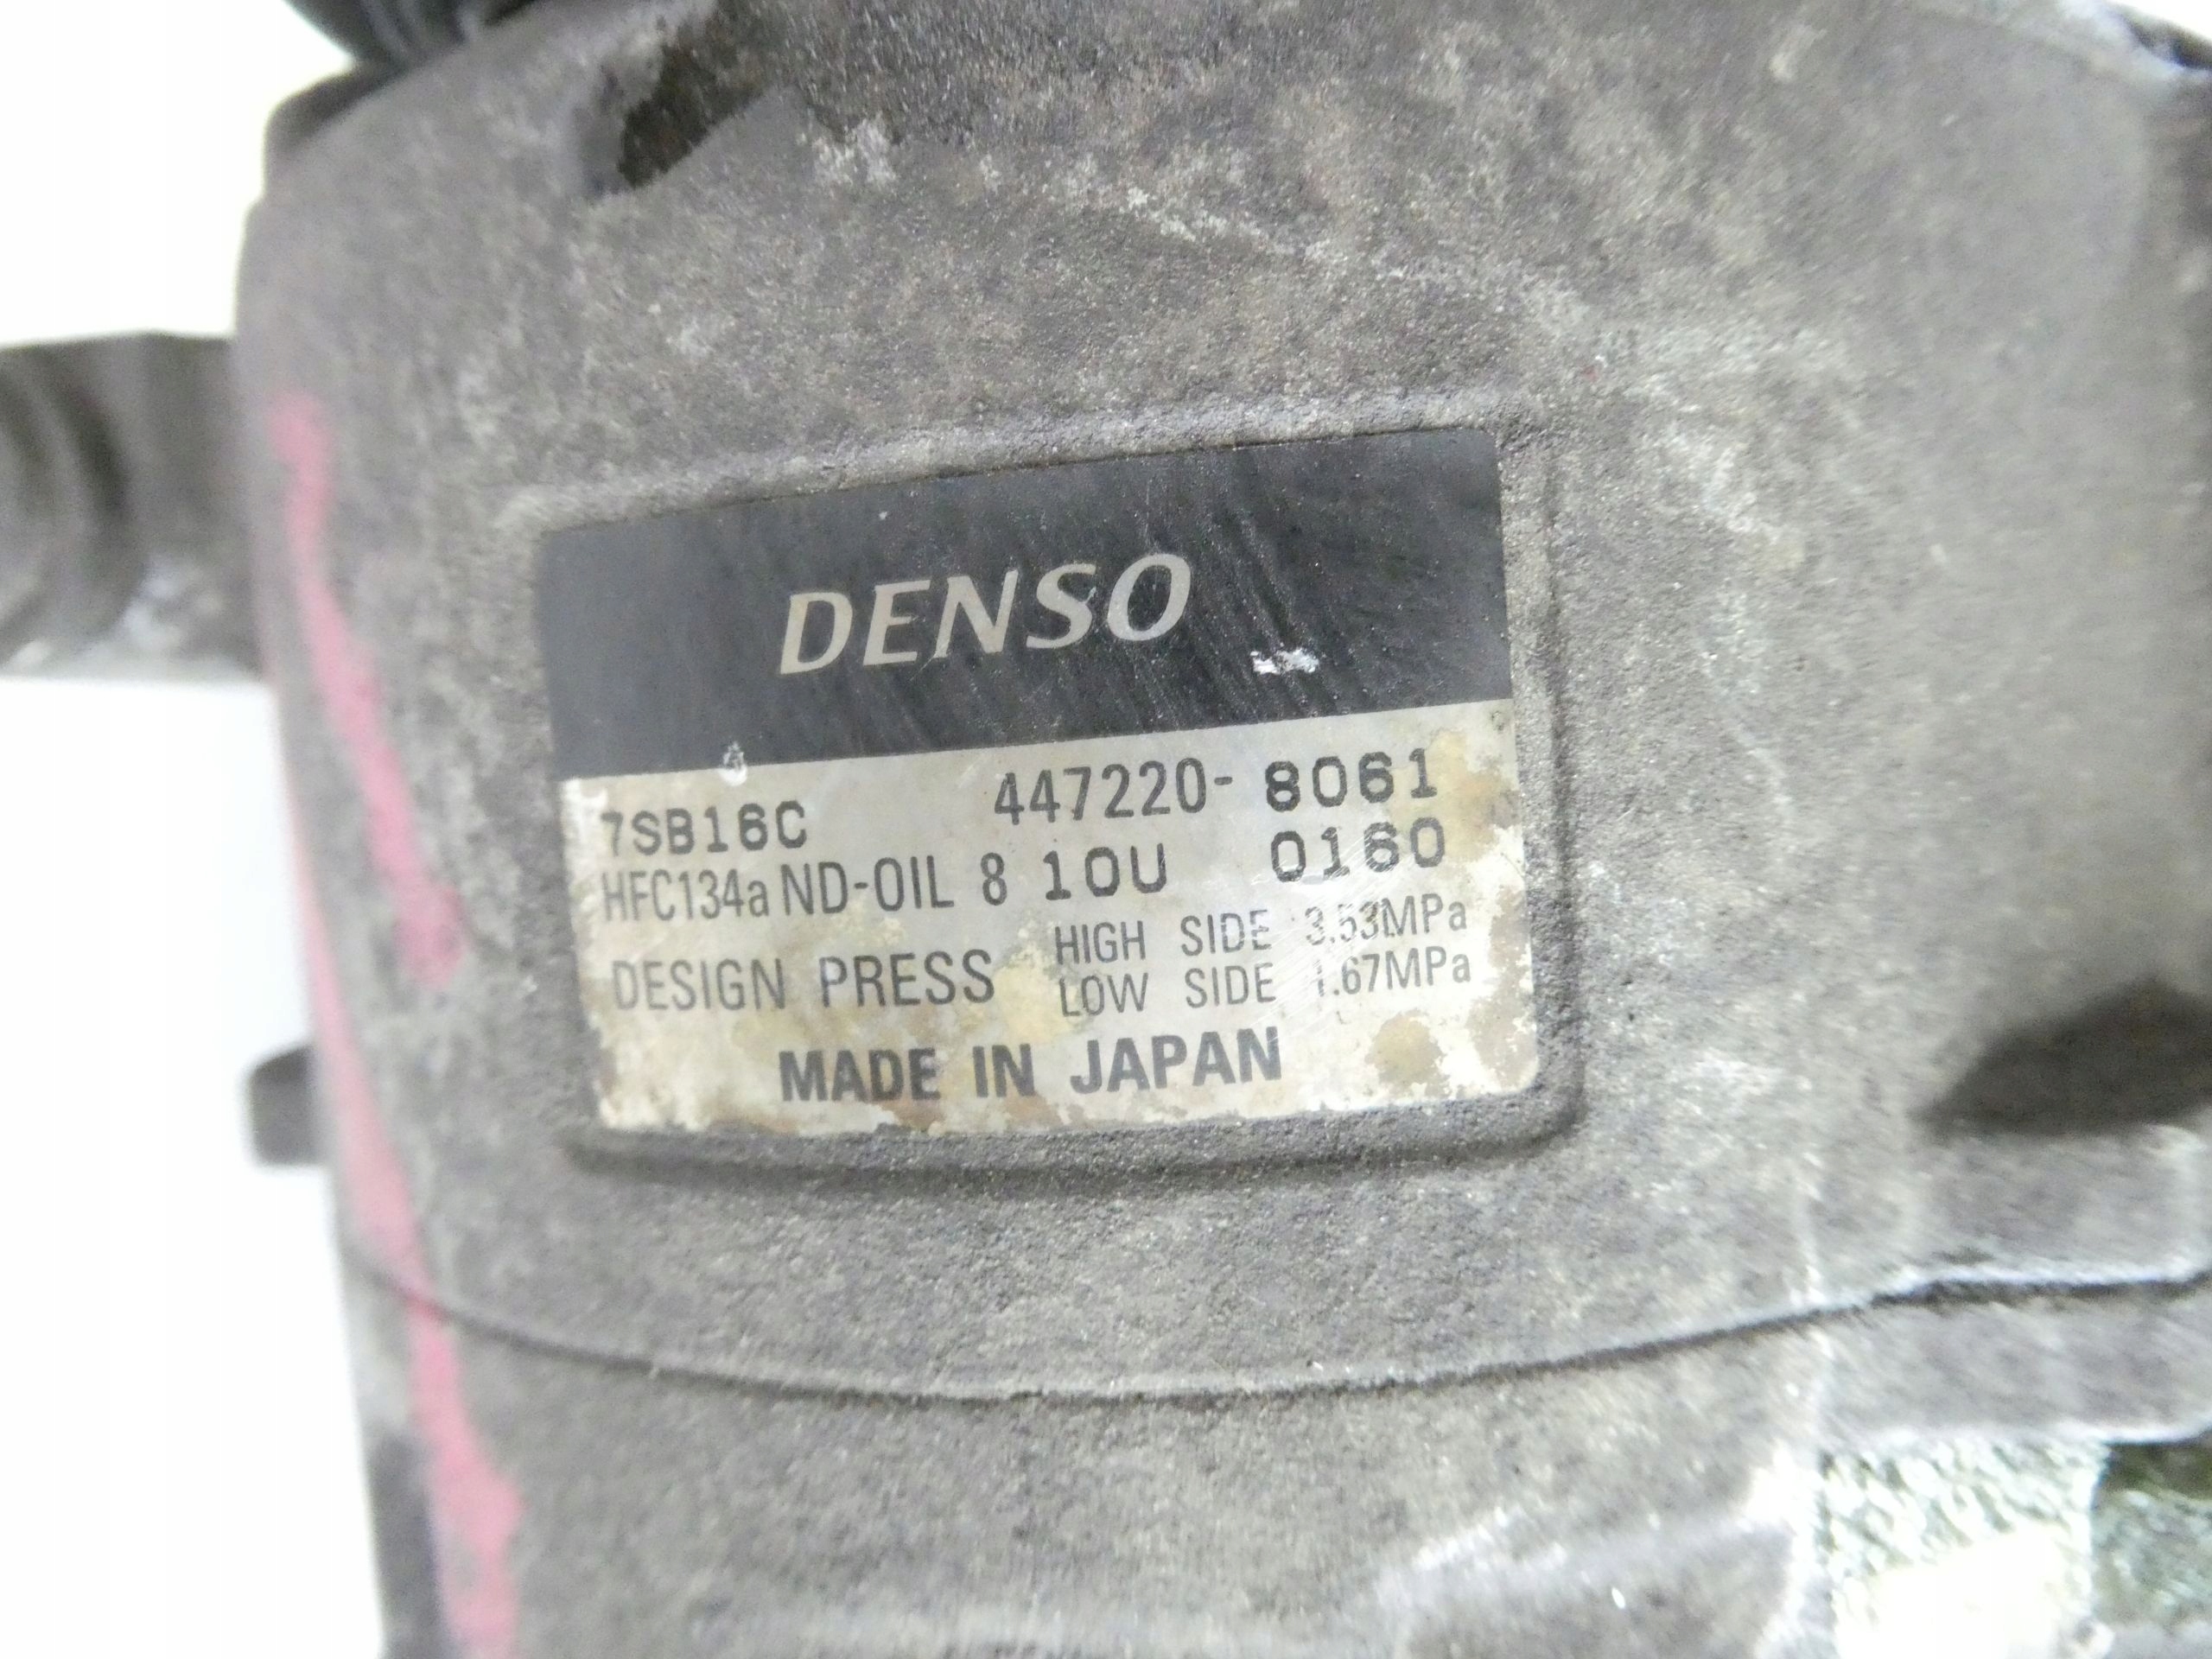 DENSO
7SB16C 447220-8061
HFC134a ND-OIL 8 10U 0160
DESIGN PRESS HIGH SIDE 3.53MPa
LOW SIDE 1.67MPa
MADE IN JAPAN